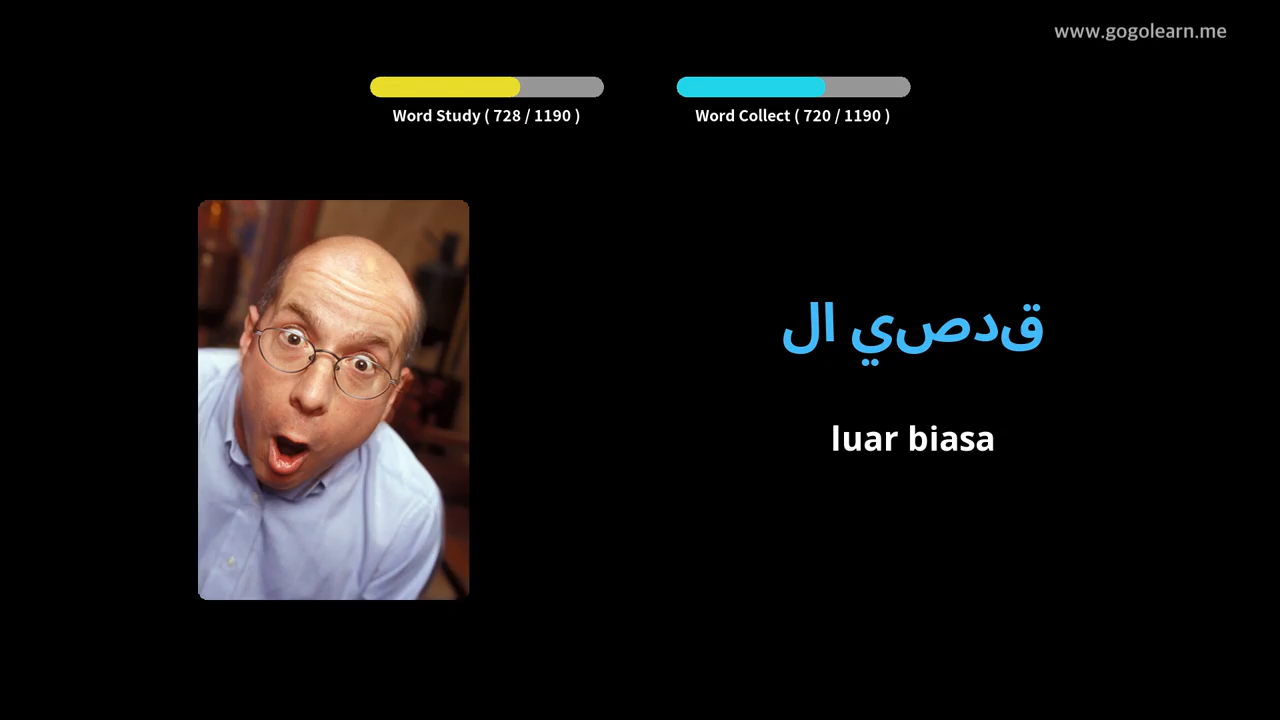 www.gogolearn.me
Word Study ( 728 / 1190 )
Word Collect ( 720 / 1190 )
قدصي ال
luar biasa